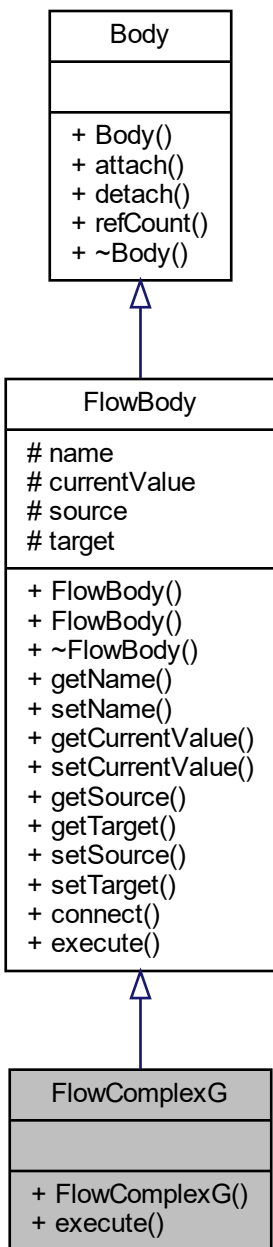 Body
+ Body()
+ attach()
+ detach()
+ refCount()
+ ~Body()
FlowBody
# name
# currentValue
# source
# target
+ FlowBody()
+ FlowBody()
+ ~FlowBody()
+ getName()
+ setName()
+ getCurrentValue()
+ setCurrentValue()
+ getSource()
+ getTarget()
+ setSource()
+ setTarget()
+ connect()
+ execute()
FlowComplexG
+ FlowComplexG()
+ execute()